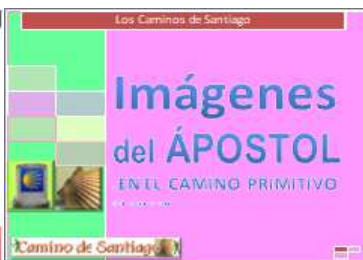 Los Caminos de Santiago
Imágenes
del ÁPOSTOL
EN EL CAMINO PRIMITIVO
Camino de Santiago